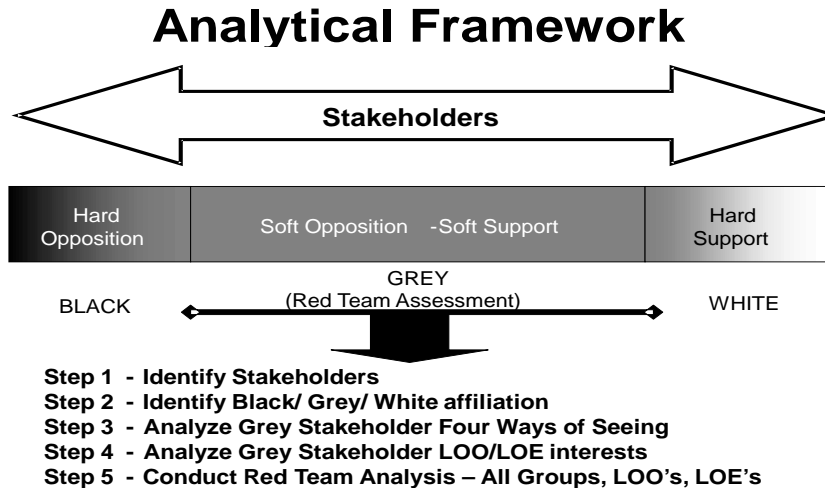 Analytical Framework
Stakeholders
Hard
Opposition
Soft Opposition -Soft Support
Hard
Support
BLACK
GREY
(Red Team Assessment)
WHITE
Step 1 - Identify Stakeholders
Step 2 - Identify Black/ Grey/ White affiliation
Step 3 - Analyze Grey Stakeholder Four Ways of Seeing
Step 4 - Analyze Grey Stakeholder LOO/LOE interests
Step 5 - Conduct Red Team Analysis – All Groups, LOO's, LOE's